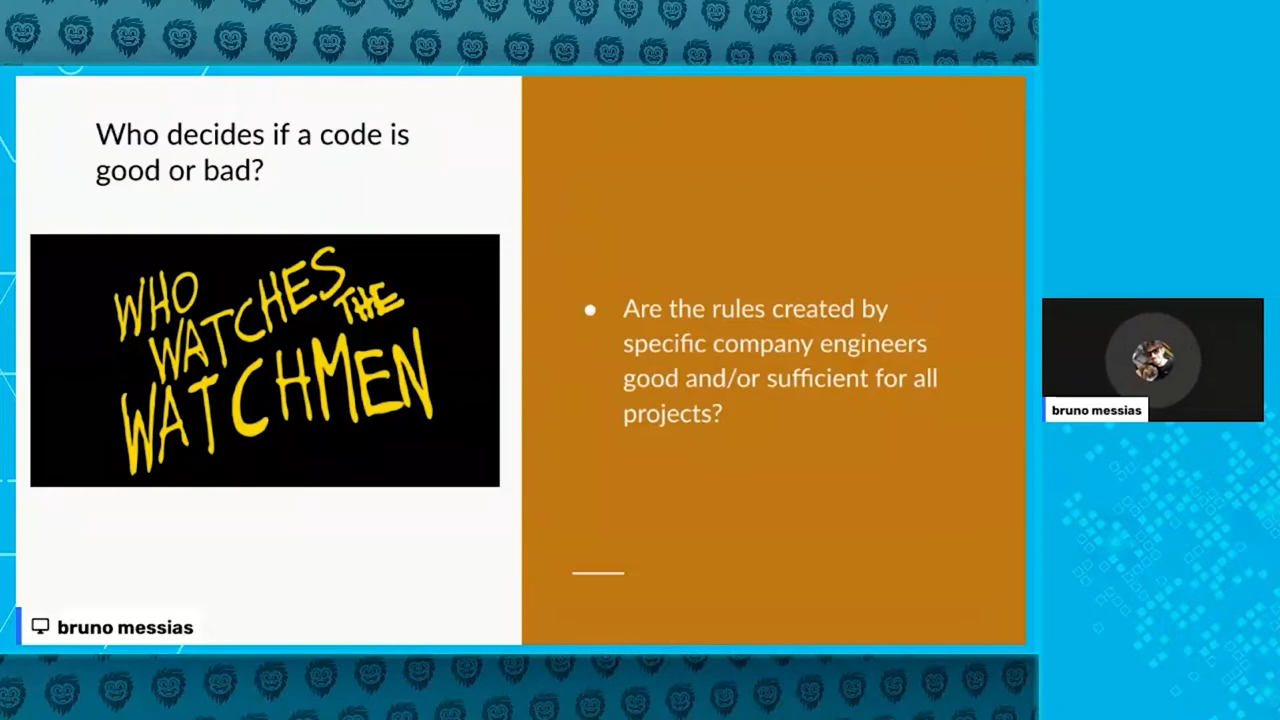 Who decides if a code is
good or bad?
WHO
WATCHES
THE
WATCHMEN
● Are the rules created by
specific company engineers
good and/or sufficient for all
projects?
bruno messias
bruno messias